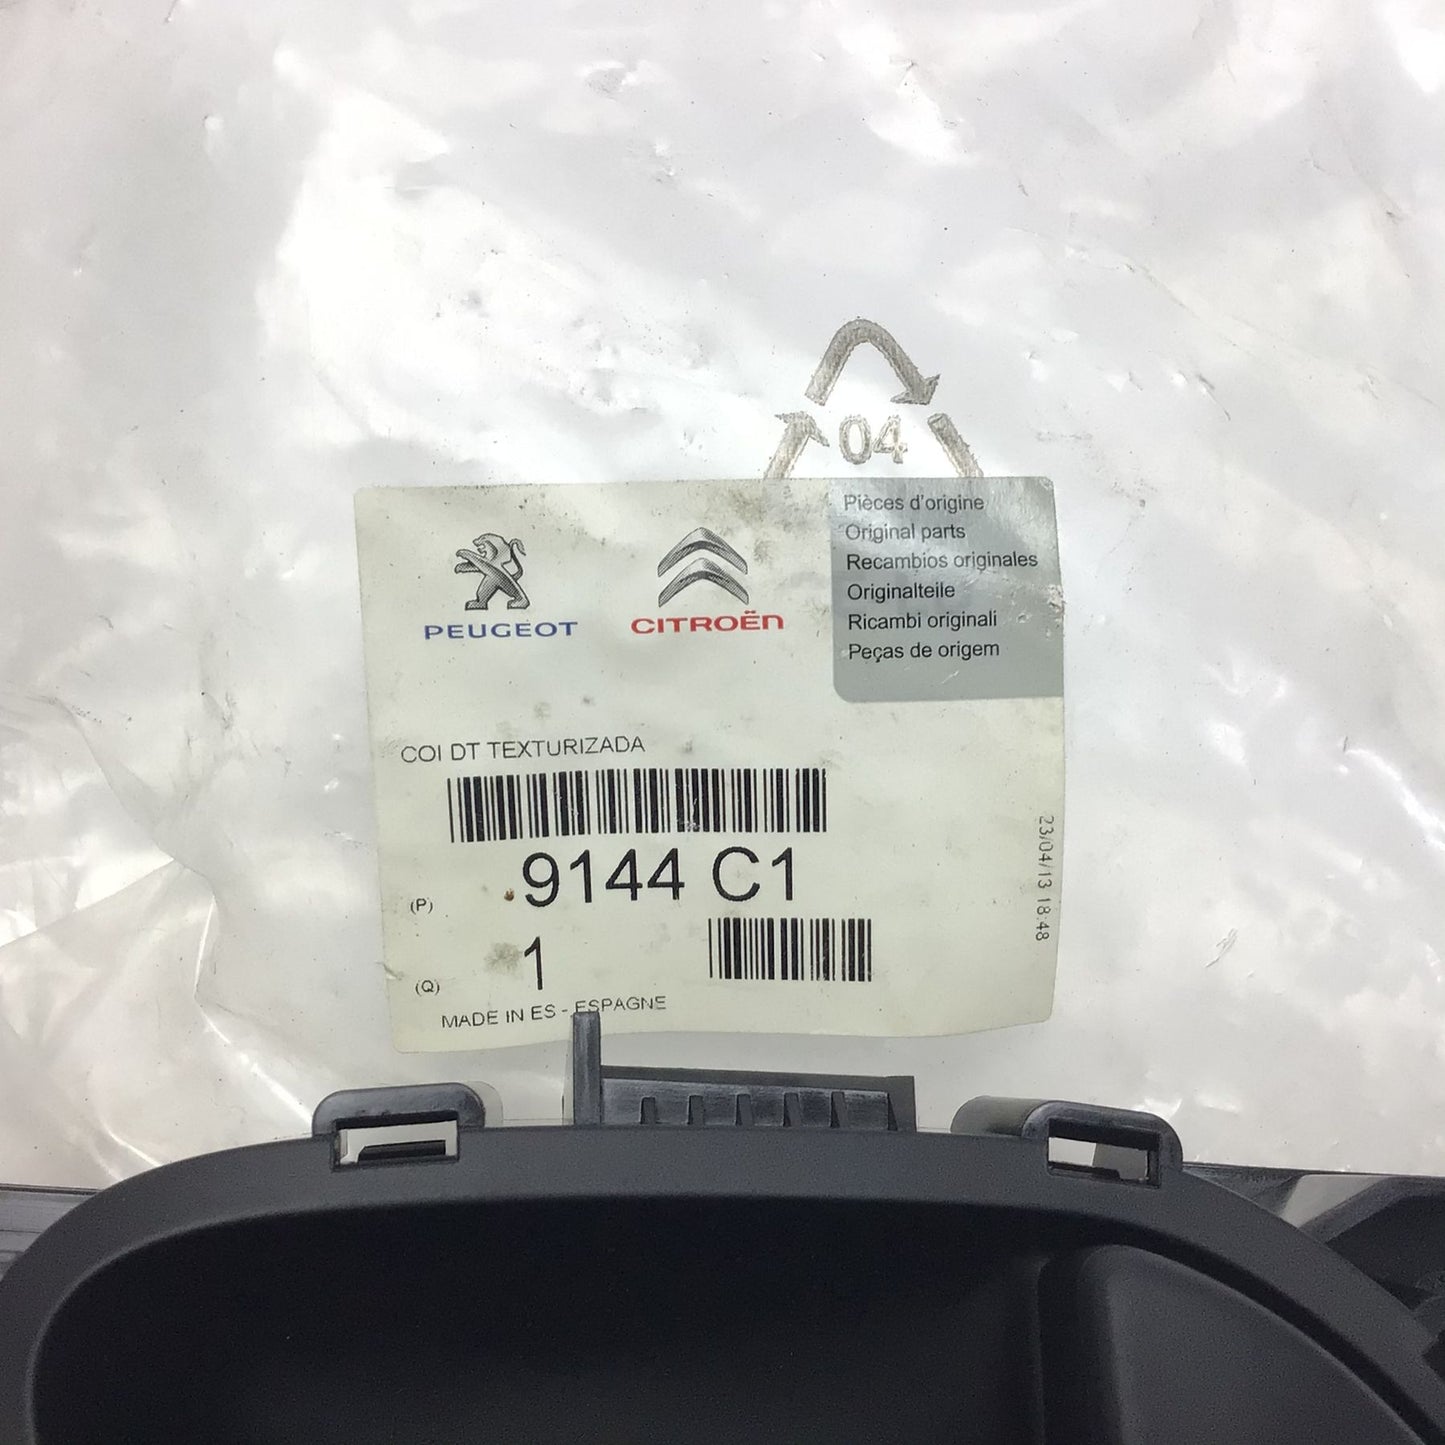 04
PEUGEOT
CITROËN
Pièces d'origine
Original parts
Recambios originales
Originalteile
Ricambi originali
Peças de origem
COI DT TEXTURIZADA
(P) 9144 C1
(Q) 1
MADE IN ES - ESPAGNE
23/04/13 18:48